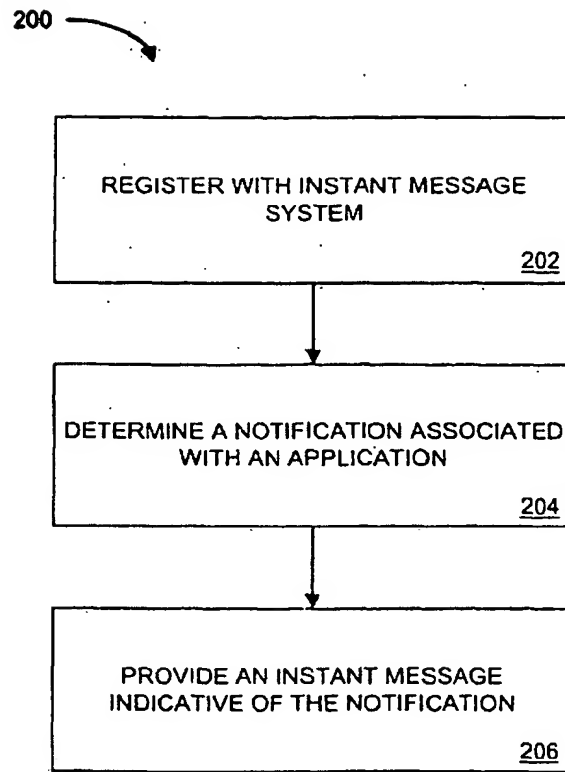 200
REGISTER WITH INSTANT MESSAGE
SYSTEM
202
DETERMINE A NOTIFICATION ASSOCIATED
WITH AN APPLICATION
204
PROVIDE AN INSTANT MESSAGE
INDICATIVE OF THE NOTIFICATION
206